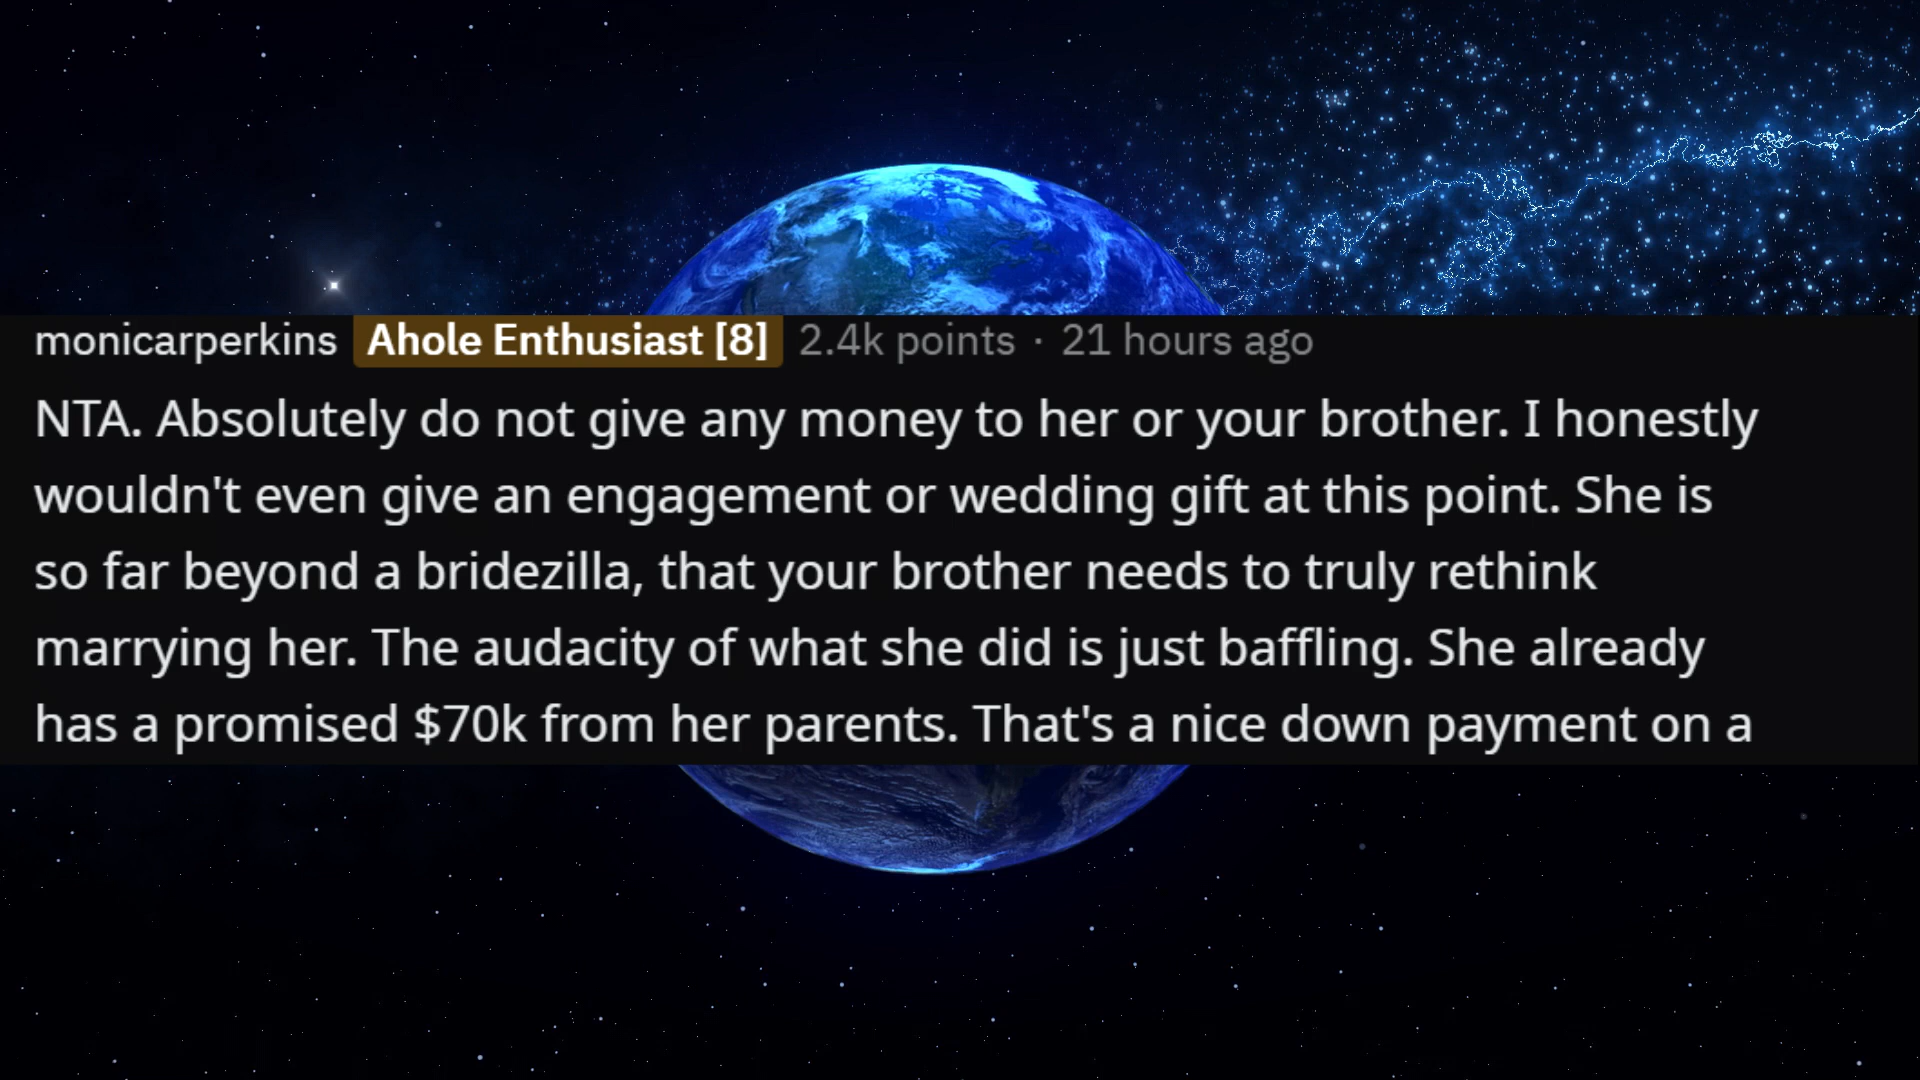 monicarperkins Ahole Enthusiast [8] 2.4k points · 21 hours ago
NTA. Absolutely do not give any money to her or your brother. I honestly
wouldn't even give an engagement or wedding gift at this point. She is
so far beyond a bridezilla, that your brother needs to truly rethink
marrying her. The audacity of what she did is just baffling. She already
has a promised $70k from her parents. That's a nice down payment on a